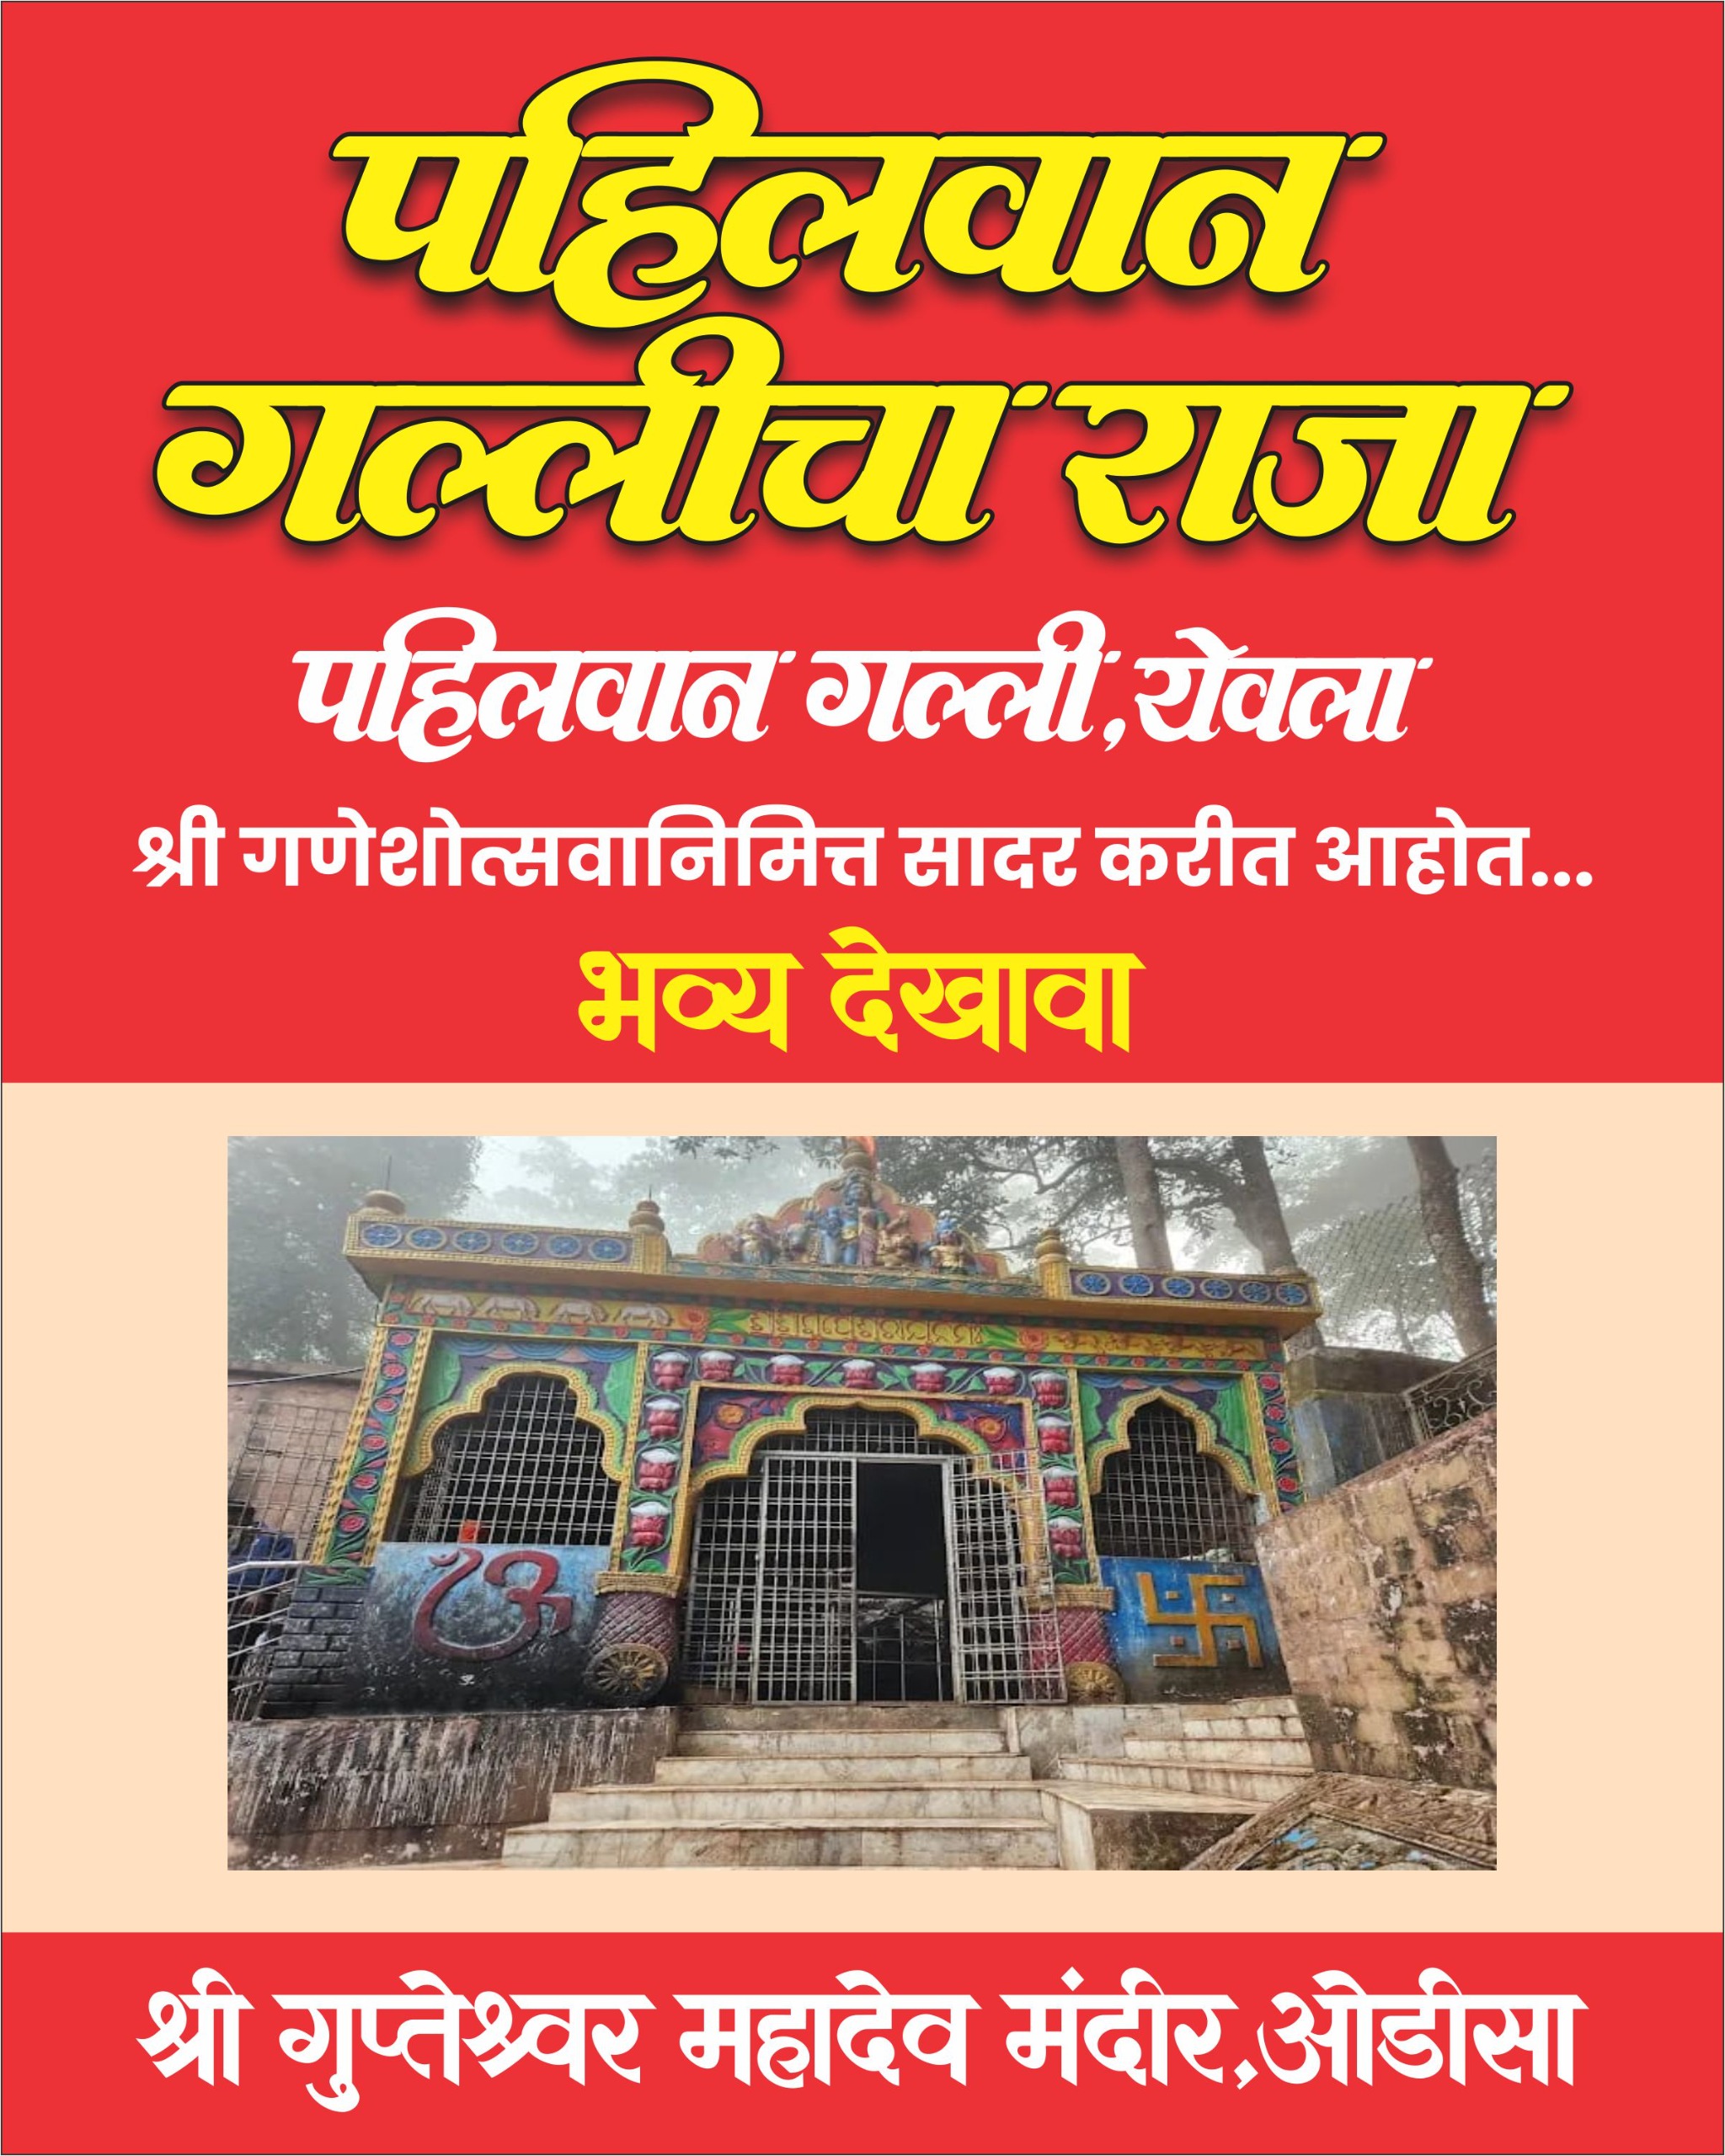 पहिलवान
गल्लीचा राजा
पहिलवान गल्ली,येवला
श्री गणेशोत्सवानिमित्त सादर करीत आहोत...
भव्य देखावा
ॐ
श्री गुप्तेश्र्वर महादेव मंदीर,ओडीसा